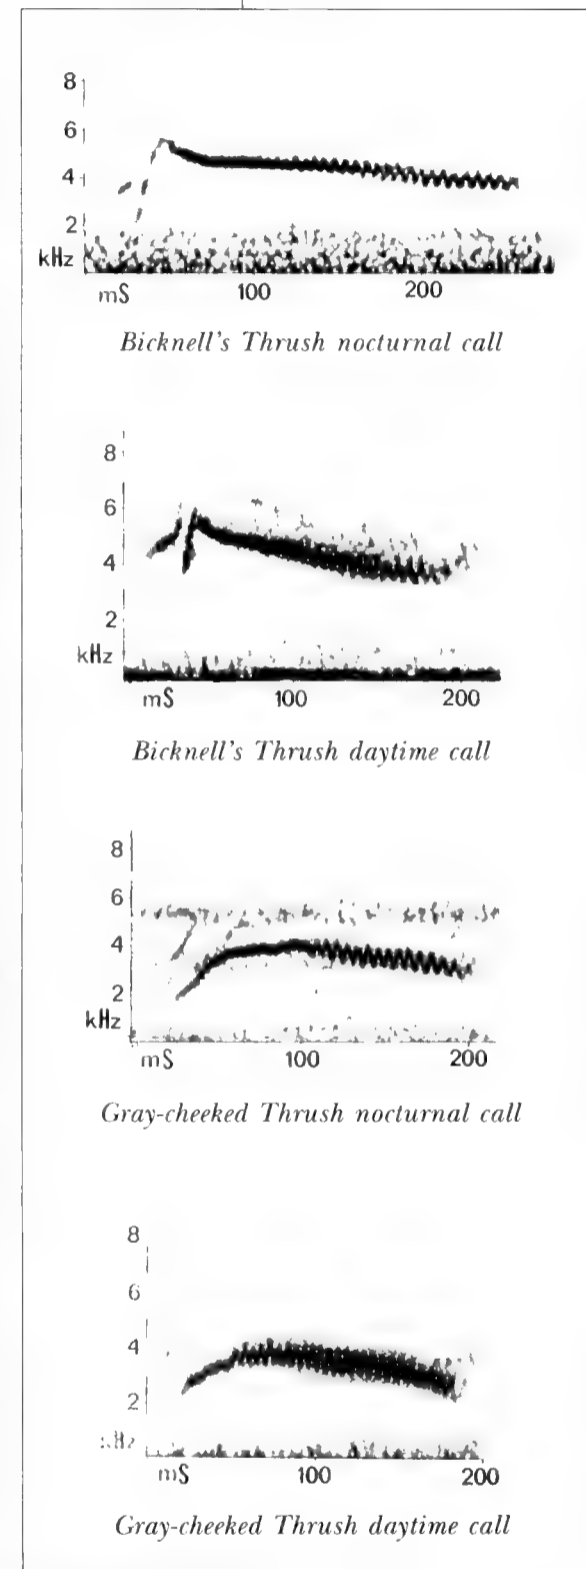 8
6
4
2
kHz
mS 100 200
Bicknell's Thrush nocturnal call
8
6
4
2
kHz
mS 100 200
Bicknell's Thrush daytime call
8
6
4
2
kHz
mS 100 200
Gray-cheeked Thrush nocturnal call
8
6
4
2
kHz
mS 100 200
Gray-cheeked Thrush daytime call